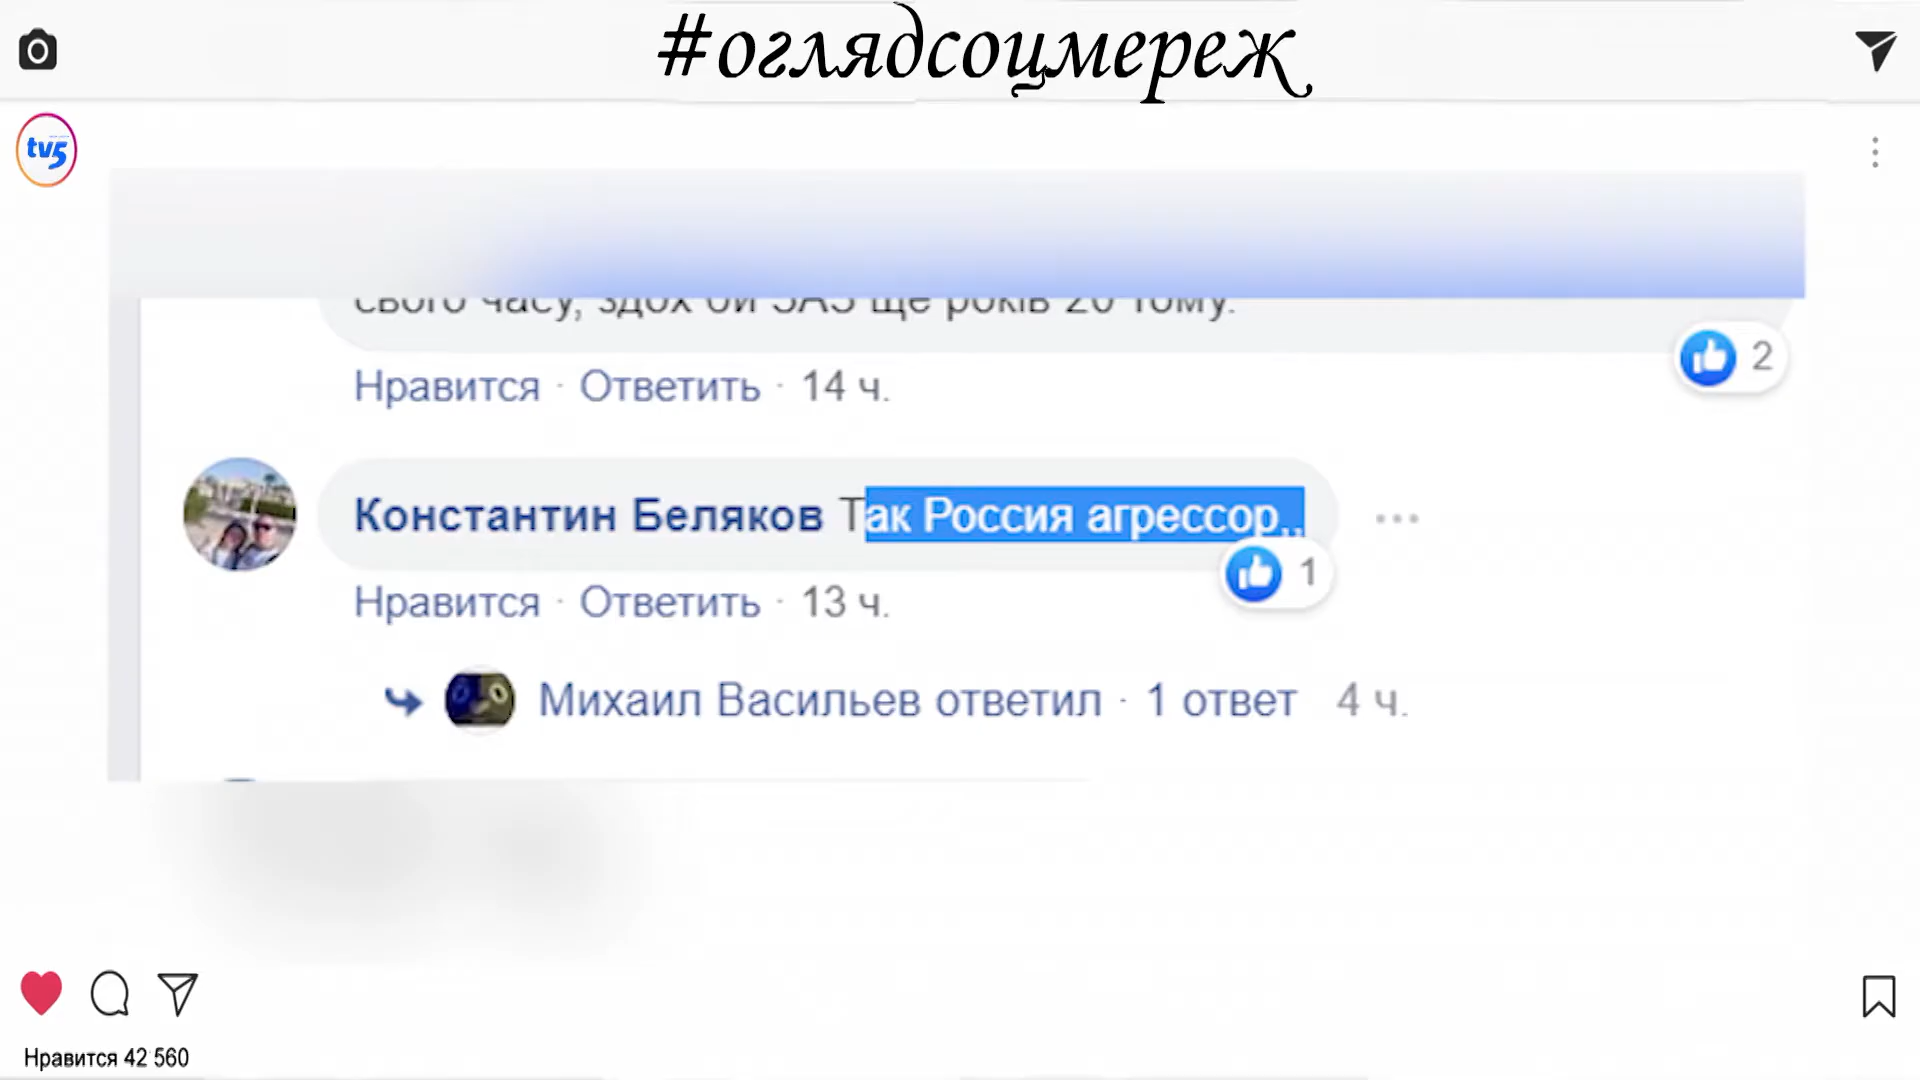 #оглядсоцмереж
tv5
свого часу, здох би ЗАЗ ще років 20 тому.
2
Нравится · Ответить · 14 ч.
Константин Беляков Так Россия агрессор,..
1
Нравится · Ответить · 13 ч.
Михаил Васильев ответил · 1 ответ 4 ч.
Нравится 42 560